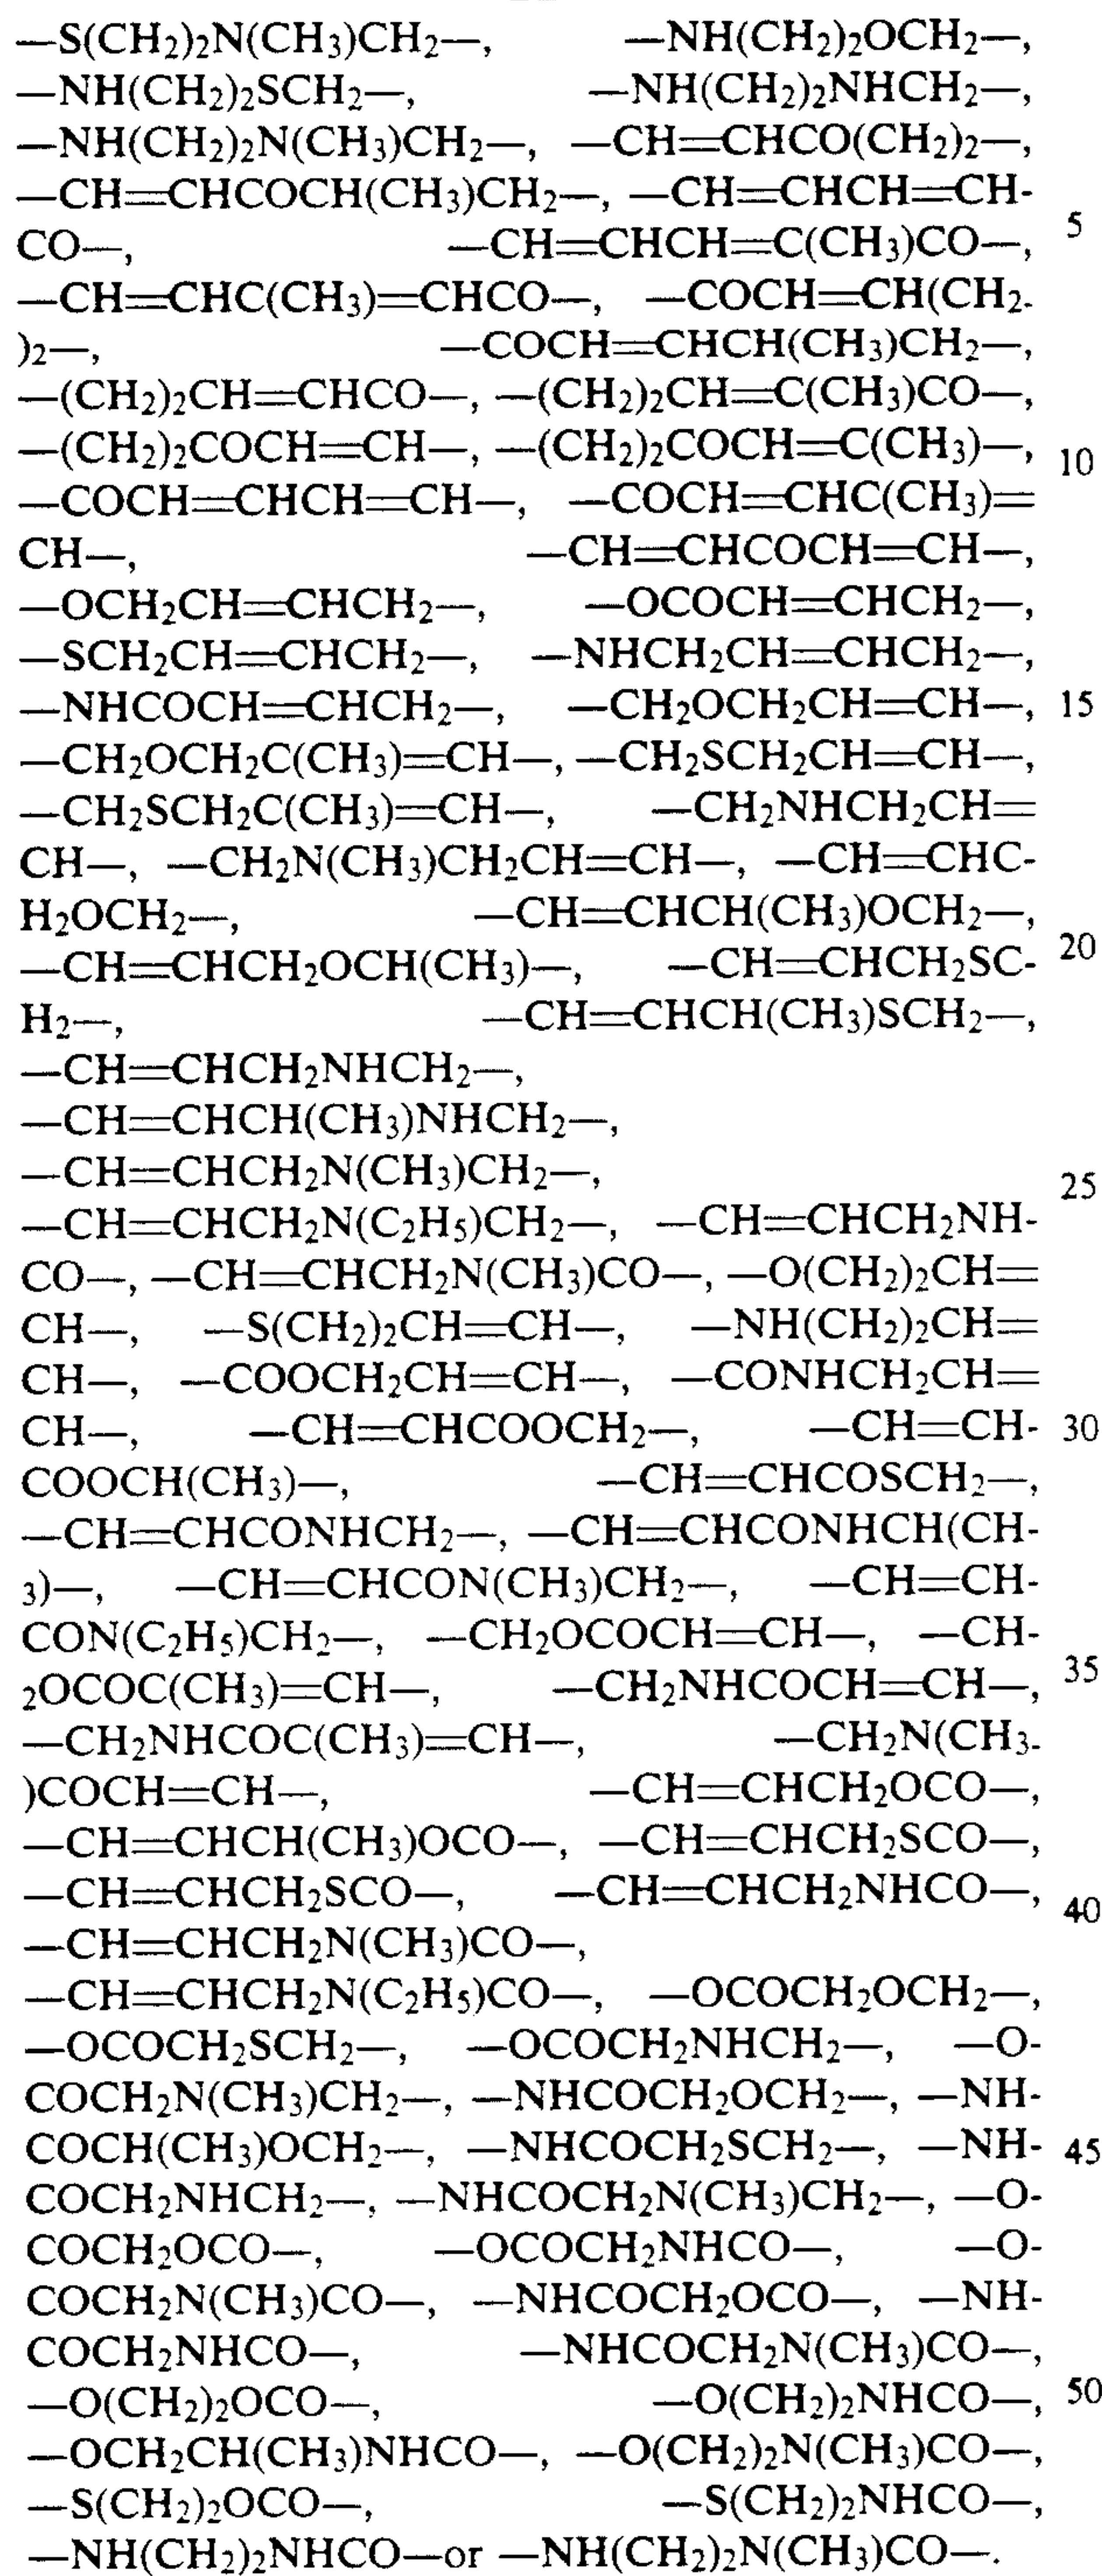 —S(CH2)2N(CH3)CH2—, —NH(CH2)2OCH2—,
—NH(CH2)2SCH2—, —NH(CH2)2NHCH2—,
—NH(CH2)2N(CH3)CH2—, —CH=CHCO(CH2)2—,
—CH=CHCOCH(CH3)CH2—, —CH=CHCH=CH-
5
CO—, —CH=CHCH=C(CH3)CO—,
—CH=CHC(CH3)=CHCO—, —COCH=CH(CH2-
)2—, —COCH=CHCH(CH3)CH2—,
—(CH2)2CH=CHCO—, —(CH2)2CH=C(CH3)CO—,
—(CH2)2COCH=CH—, —(CH2)2COCH=C(CH3)—, 10
—COCH=CHCH=CH—, —COCH=CHC(CH3)=
CH—, —CH=CHCOCH=CH—,
—OCH2CH=CHCH2—, —OCOCH=CHCH2—,
—SCH2CH=CHCH2—, —NHCH2CH=CHCH2—,
—NHCOCH=CHCH2—, —CH2OCH2CH=CH—, 15
—CH2OCH2C(CH3)=CH—, —CH2SCH2CH=CH—,
—CH2SCH2C(CH3)=CH—, —CH2NHCH2CH=
CH—, —CH2N(CH3)CH2CH=CH—, —CH=CHC-
H2OCH2—, —CH=CHCH(CH3)OCH2—,
—CH=CHCH2OCH(CH3)—, —CH=CHCH2SC- 20
H2—, —CH=CHCH(CH3)SCH2—,
—CH=CHCH2NHCH2—,
—CH=CHCH(CH3)NHCH2—,
—CH=CHCH2N(CH3)CH2—,
25
—CH=CHCH2N(C2H5)CH2—, —CH=CHCH2NH-
CO—, —CH=CHCH2N(CH3)CO—, —O(CH2)2CH=
CH—, —S(CH2)2CH=CH—, —NH(CH2)2CH=
CH—, —COOCH2CH=CH—, —CONHCH2CH=
CH—, —CH=CHCOOCH2—, —CH=CH- 30
COOCH(CH3)—, —CH=CHCOSCH2—,
—CH=CHCONHCH2—, —CH=CHCONHCH(CH-
3)—, —CH=CHCON(CH3)CH2—, —CH=CH-
CON(C2H5)CH2—, —CH2OCOCH=CH—, —CH-
2OCOC(CH3)=CH—, —CH2NHCOCH=CH—, 35
—CH2NHCOC(CH3)=CH—, —CH2N(CH3-
)COCH=CH—, —CH=CHCH2OCO—,
—CH=CHCH(CH3)OCO—, —CH=CHCH2SCO—,
—CH=CHCH2SCO—, —CH=CHCH2NHCO—, 40
—CH=CHCH2N(CH3)CO—,
—CH=CHCH2N(C2H5)CO—, —OCOCH2OCH2—,
—OCOCH2SCH2—, —OCOCH2NHCH2—, —O-
COCH2N(CH3)CH2—, —NHCOCH2OCH2—, —NH-
COCH(CH3)OCH2—, —NHCOCH2SCH2—, —NH- 45
COCH2NHCH2—, —NHCOCH2N(CH3)CH2—, —O-
COCH2OCO—, —OCOCH2NHCO—, —O-
COCH2N(CH3)CO—, —NHCOCH2OCO—, —NH-
COCH2NHCO—, —NHCOCH2N(CH3)CO—,
—O(CH2)2OCO—, —O(CH2)2NHCO—, 50
—OCH2CH(CH3)NHCO—, —O(CH2)2N(CH3)CO—,
—S(CH2)2OCO—, —S(CH2)2NHCO—,
—NH(CH2)2NHCO—or —NH(CH2)2N(CH3)CO—.